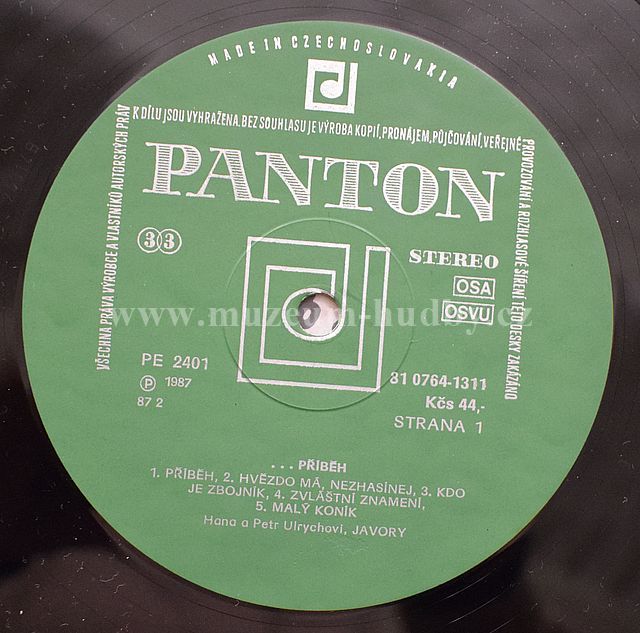 MADE IN CZECHOSLOVAKIA
VŠECHNA PRÁVA VÝROBCE A VLASTNÍKŮ AUTORSKÝCH PRÁV
K DÍLU JSOU VYHRAŽENA. BEZ SOUHLASU JE VÝROBA KOPIÍ, PRONÁJEM, PŮJČOVÁNÍ, VEŘEJNÉ
PROVOZOVÁNÍ A ROZHLASOVÉ ŠÍŘENÍ TÉTO DESKY ZAKÁZÁNO
PANTON
33
STEREO
OSA
OSVU
www.muzeum-hudby.cz
PE 2401
Ⓟ 1987
87 2
81 0764-1311
Kčs 44,-
STRANA 1
... PŘÍBĚH
1. PŘÍBĚH, 2. HVĚZDO MÁ, NEZHASÍNEJ, 3. KDO
JE ZBOJNÍK, 4. ZVLÁŠTNÍ ZNAMENÍ,
5. MALÝ KONÍK
Hana a Petr Ulrychovi, JAVORY